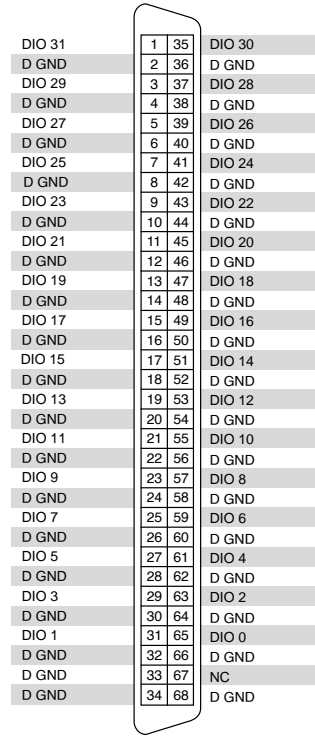 DIO 31 1 35 DIO 30
D GND 2 36 D GND
DIO 29 3 37 DIO 28
D GND 4 38 D GND
DIO 27 5 39 DIO 26
D GND 6 40 D GND
DIO 25 7 41 DIO 24
D GND 8 42 D GND
DIO 23 9 43 DIO 22
D GND 10 44 D GND
DIO 21 11 45 DIO 20
D GND 12 46 D GND
DIO 19 13 47 DIO 18
D GND 14 48 D GND
DIO 17 15 49 DIO 16
D GND 16 50 D GND
DIO 15 17 51 DIO 14
D GND 18 52 D GND
DIO 13 19 53 DIO 12
D GND 20 54 D GND
DIO 11 21 55 DIO 10
D GND 22 56 D GND
DIO 9 23 57 DIO 8
D GND 24 58 D GND
DIO 7 25 59 DIO 6
D GND 26 60 D GND
DIO 5 27 61 DIO 4
D GND 28 62 D GND
DIO 3 29 63 DIO 2
D GND 30 64 D GND
DIO 1 31 65 DIO 0
D GND 32 66 D GND
D GND 33 67 NC
D GND 34 68 D GND